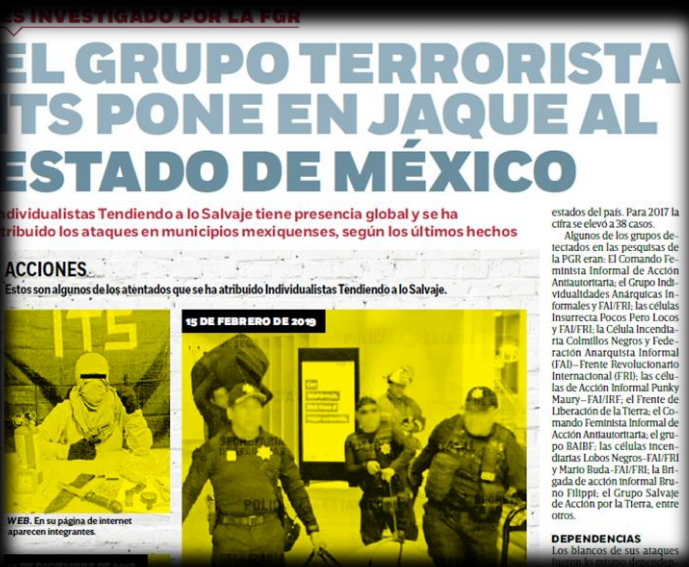 ES INVESTIGADO POR LA FGR
EL GRUPO TERRORISTA
ITS PONE EN JAQUE AL
ESTADO DE MÉXICO
ndividualistas Tendiendo a lo Salvaje tiene presencia global y se ha
tribuido los ataques en municipios mexiquenses, según los últimos hechos
ACCIONES
Estos son algunos de los atentados que se ha atribuido Individualistas Tendiendo a lo Salvaje.
ITS
WEB. En su página de internet
aparecen integrantes.
15 DE FEBRERO DE 2019
POLICÍA
estados del país. Para 2017 la
cifra se elevó a 38 casos.
Algunos de los grupos de-
tectados en las pesquisas de
la PGR eran: El Comando Fe-
minista Informal de Acción
Antiautoritaria; el Grupo Indi-
vidualidades Anárquicas In-
formales y FAI/FRI; las células
Insurrecta Pocos Pero Locos
y FAI/FRI; la Célula Incendia-
ria Colmillos Negros y Fede-
ración Anarquista Informal
(FAI)–Frente Revolucionario
Internacional (FRI); las célu-
las de Acción Informal Punky
Maury–FAI/IRF; el Frente de
Liberación de la Tierra; el Co-
mando Feminista Informal de
Acción Antiautoritaria; el gru-
po BAIBF; las células incen-
diarias Lobos Negros-FAI/FRI
y Mario Buda-FAI/FRI; la Bri-
gada de acción informal Bru-
no Filippi; el Grupo Salvaje
de Acción por la Tierra, entre
otros.
DEPENDENCIAS
Los blancos de sus ataques